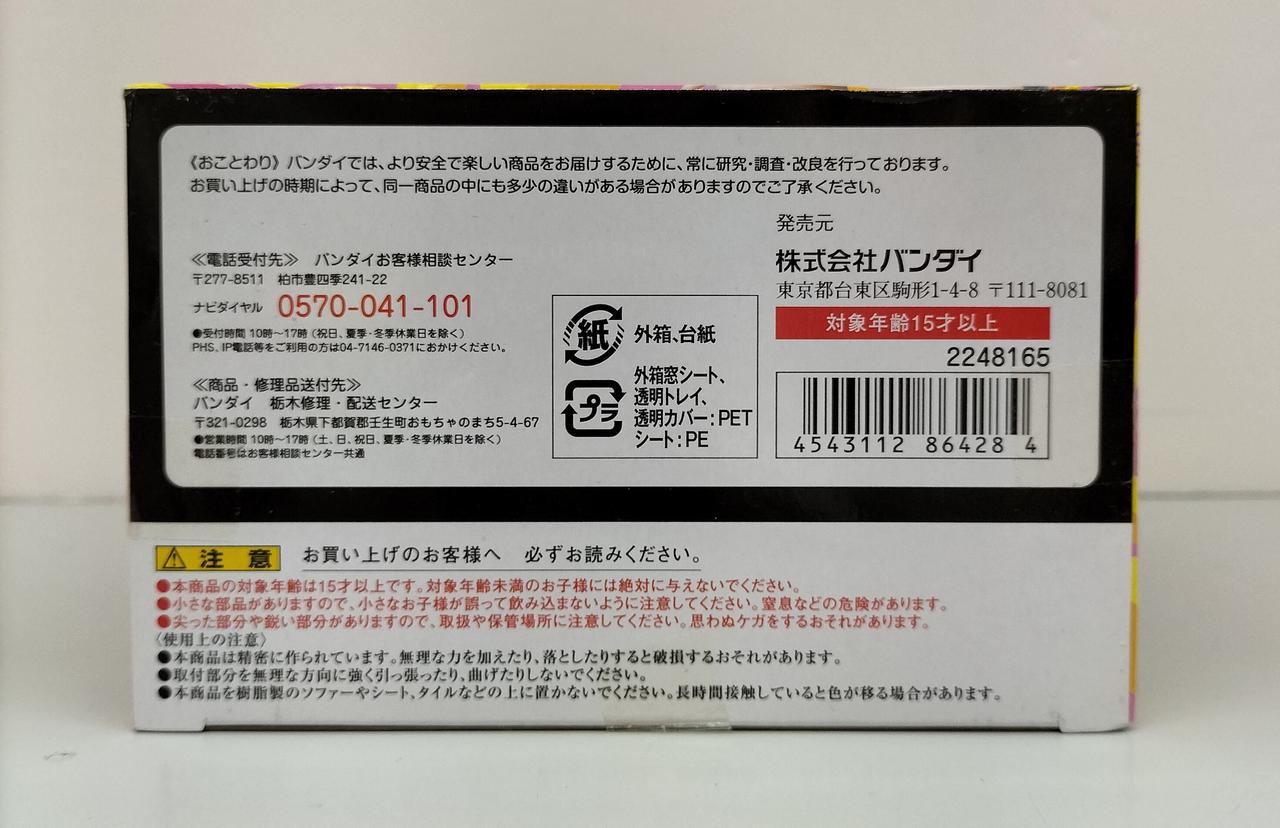 《おことわり》バンダイでは、より安全で楽しい商品をお届けするために、常に研究・調査・改良を行っております。
お買い上げの時期によって、同一商品の中にも多少の違いがある場合がありますのでご了承ください。
≪電話受付先≫ バンダイお客様相談センター
〒277-8511 柏市豊四季241-22
ナビダイヤル 0570-041-101
●受付時間 10時〜17時（祝日、夏季・冬季休業日を除く）
PHS、IP電話等をご利用の方は04-7146-0371におかけください。
≪商品・修理品送付先≫
バンダイ 栃木修理・配送センター
〒321-0298 栃木県下都賀郡壬生町おもちゃのまち5-4-67
●営業時間 10時〜17時（土、日、祝日、夏季・冬季休業日を除く）
電話番号はお客様相談センター共通
紙 外箱、台紙
プラ 外箱窓シート、
透明トレイ、
透明カバー：PET
シート：PE
発売元
株式会社バンダイ
東京都台東区駒形1-4-8 〒111-8081
対象年齢15才以上
2248165
4543112 86428 4
注意 お買い上げのお客様へ 必ずお読みください。
●本商品の対象年齢は15才以上です。対象年齢未満のお子様には絶対に与えないでください。
●小さな部品がありますので、小さなお子様が誤って飲み込まないように注意してください。窒息などの危険があります。
●尖った部分や鋭い部分がありますので、取扱や保管場所に注意してください。思わぬケガをするおそれがあります。
〈使用上の注意〉
●本商品は精密に作られています。無理な力を加えたり、落としたりすると破損するおそれがあります。
●取付部分を無理な方向に強く引っ張ったり、曲げたりしないでください。
●本商品を樹脂製のソファーやシート、タイルなどの上に置かないでください。長時間接触していると色が移る場合があります。